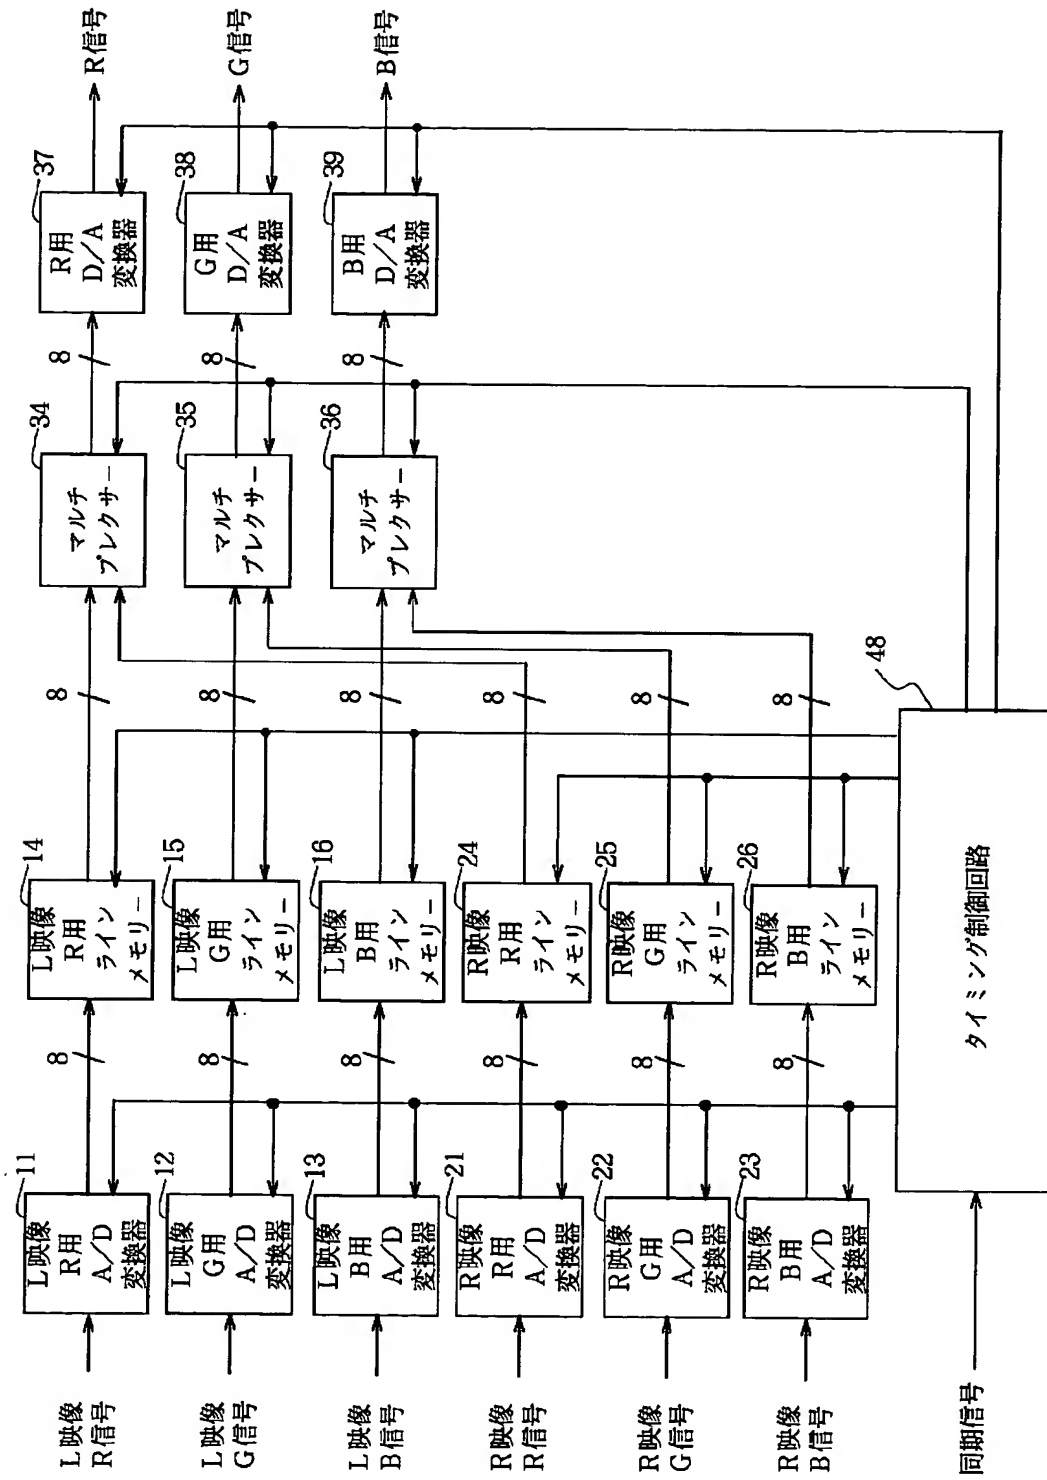 L映像
R信号
L映像
G信号
L映像
B信号
R映像
R信号
R映像
G信号
R映像
B信号
同期信号
11
L映像
R用
A/D
変換器
12
L映像
G用
A/D
変換器
13
L映像
B用
A/D
変換器
21
R映像
R用
A/D
変換器
22
R映像
G用
A/D
変換器
23
R映像
B用
A/D
変換器
8
8
8
8
8
8
14
L映像
R用
ライン
メモリー
15
L映像
G用
ライン
メモリー
16
L映像
B用
ライン
メモリー
24
R映像
R用
ライン
メモリー
25
R映像
G用
ライン
メモリー
26
R映像
B用
ライン
メモリー
タイミング制御回路
48
8
8
8
8
8
8
34
マルチ
プレクサー
35
マルチ
プレクサー
36
マルチ
プレクサー
8
8
8
37
R用
D/A
変換器
38
G用
D/A
変換器
39
B用
D/A
変換器
R信号
G信号
B信号